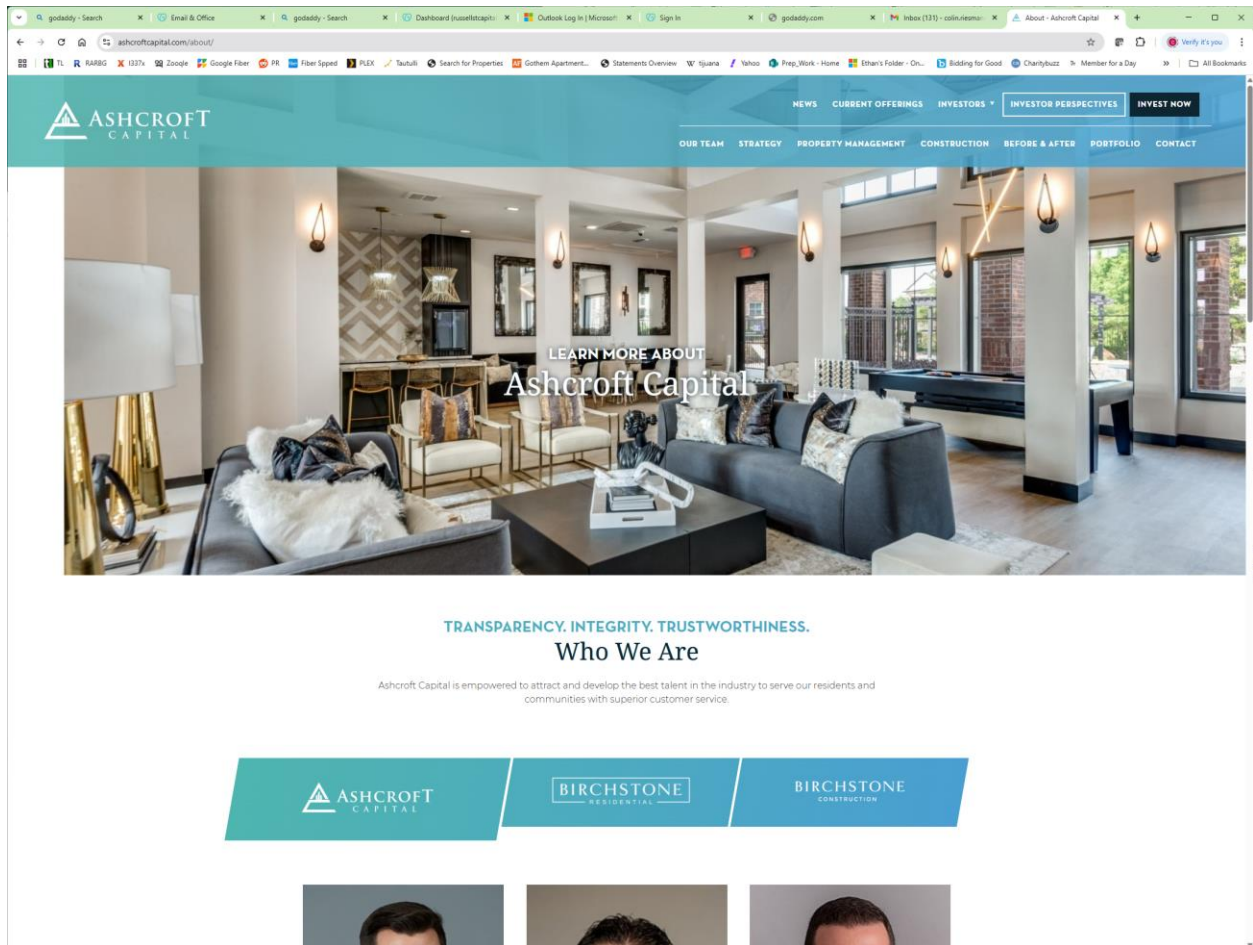 godaddy - Search
Email & Office
godaddy - Search
Dashboard (russellstcapit
Outlook Log In | Microsoft
Sign In
godaddy.com
Inbox (131) - colin.riesma
About - Ashcroft Capital
ashcroftcapital.com/about/
Verify it's you
TL
RARBG
1337x
Zooqle
Google Fiber
PR
Fiber Spped
PLEX
Tautulli
Search for Properties
Gothem Apartment...
Statements Overview
tijuana
Yahoo
Prep_Work - Home
Ethan's Folder - On...
Bidding for Good
Charitybuzz
Member for a Day
All Bookmarks
ASHCROFT
CAPITAL
NEWS CURRENT OFFERINGS INVESTORS INVESTOR PERSPECTIVES INVEST NOW
OUR TEAM STRATEGY PROPERTY MANAGEMENT CONSTRUCTION BEFORE & AFTER PORTFOLIO CONTACT
LEARN MORE ABOUT
Ashcroft Capital
TRANSPARENCY. INTEGRITY. TRUSTWORTHINESS.
Who We Are
Ashcroft Capital is empowered to attract and develop the best talent in the industry to serve our residents and
communities with superior customer service.
ASHCROFT
CAPITAL
BIRCHSTONE
RESIDENTIAL
BIRCHSTONE
CONSTRUCTION